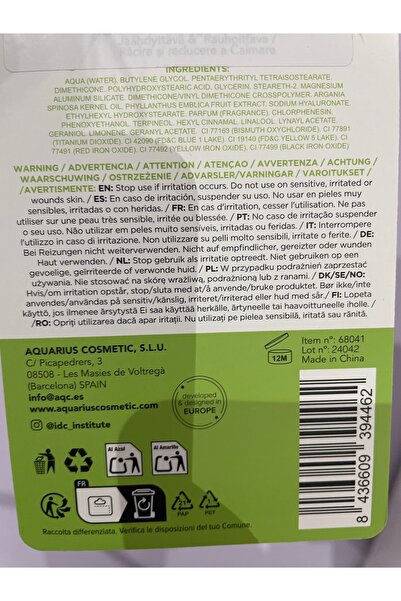 Jäähdyttävä & Rauhoittava /
Răcire și reducere a Calmare
INGREDIENTS:
AQUA (WATER). BUTYLENE GLYCOL. PENTAERYTHRITYL TETRAISOSTEARATE.
DIMETHICONE. POLYHYDROXYSTEARIC ACID. GLYCERIN. STEARETH-2. MAGNESIUM
ALUMINUM SILICATE. DIMETHICONE/VINYL DIMETHICONE CROSSPOLYMER. ARGANIA
SPINOSA KERNEL OIL. PHYLLANTHUS EMBLICA FRUIT EXTRACT. SODIUM HYALURONATE
ETHYLHEXYL HYDROXYSTEARATE. PARFUM (FRAGRANCE). CHLORPHENESIN.
PHENOXYETHANOL. TERPINEOL. HEXYL CINNAMAL. LINALOOL. LYNALYL ACETATE
GERANIOL. LIMONENE. GERANYL ACETATE. CI 77163 (BISMUTH OXYCHLORIDE). CI 77891
(TITANIUM DIOXIDE). CI 42090 (FD&C BLUE 1 LAKE). CI 19140 (FD&C YELLOW 5 LAKE). CI
77491 (RED IRON OXIDE). CI 77492 (YELLOW IRON OXIDE). CI 77499 (BLACK IRON OXIDE)
WARNING / ADVERTENCIA / ATTENTION / ATENÇAO / AVVERTENZA / ACHTUNG /
WAARSCHUWING / OSTRZEŻENIE / ADVARSLER/VARNINGAR / VAROITUKSET /
/AVERTISMENTE: EN: Stop use if irritation occurs. Do not use on sensitive, irritated or
wounds skin. / ES: En caso de irritación, suspender su uso. No usar en pieles muy
sensibles, irritadas o con heridas. / FR: En cas d'irritation, cesser l'utilisation. Ne pas
utiliser sur une peau très sensible, irritée ou blessée. / PT: No caso de irritação suspender
o seu uso. Não utilizar em peles muito sensíveis, irritadas ou feridas. / IT: Interrompere
l'utilizzo in caso di irritazione. Non utilizzare su pelli molto sensibili, irritate o ferite. / DE:
Bei Reizungen nicht weiterverwenden. Nicht auf empfindlicher, gereizter oder wunden
Haut verwenden. / NL: Stop gebruik als irritatie optreedt. Niet gebruiken op een
gevoelige, geïrriteerde of verwonde huid. / PL: W przypadku podrażnień zaprzestać
używania. Nie stosować na skórę wrażliwą, podrażnioną lub z ranami. / DK/SE/NO:
Hvis/om irritation opstår, stop/sluta med at/å anvende/bruke produktet. Bør ikke/inte
anvendes/användas på sensitiv/känslig, irriteret/irriterad eller hud med sår. / FI: Lopeta
käyttö, jos ilmenee ärsytystä Ei saa käyttää herkälle, ärtyneelle tai haavoittuneelle holle.
/RO: Opriți utilizarea dacă apar iritații. Nu utilizați pe pielea sensibilă, iritată sau rănită.
AQUARIUS COSMETIC, S.L.U.
C/ Picapedrers, 3
08508 - Les Masies de Voltregà
(Barcelona) SPAIN
info@aqc.es
www.aquariuscosmetic.com
@idc_institute
developed
& designed in
EUROPE
12M
Item nº: 68041
Lot nº: 24042
Made in China
Al Azul
Al Amarillo
FR
21
PAP
1
PET
8 436609 394462
Raccolta differenziata. Verifica le disposizioni del tuo Comune.